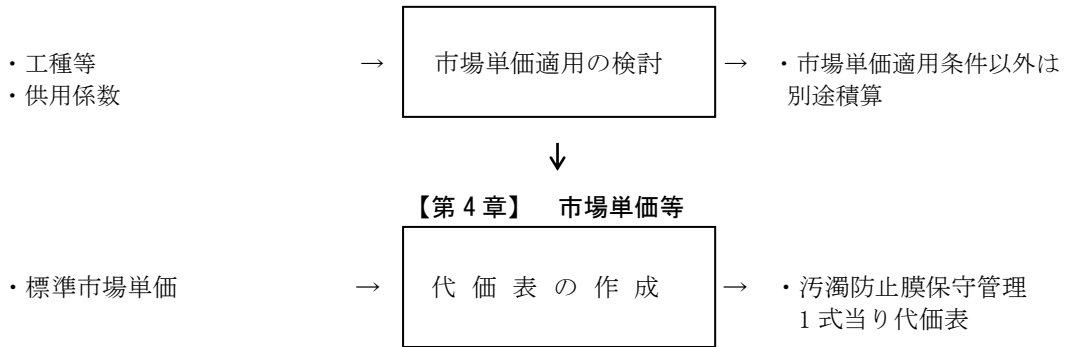 ・工種等 → 市場単価適用の検討 → ・市場単価適用条件以外は
・供用係数 別途積算
↓
【第4章】 市場単価等
・標準市場単価 → 代 価 表 の 作 成 → ・汚濁防止膜保守管理
1式当り代価表